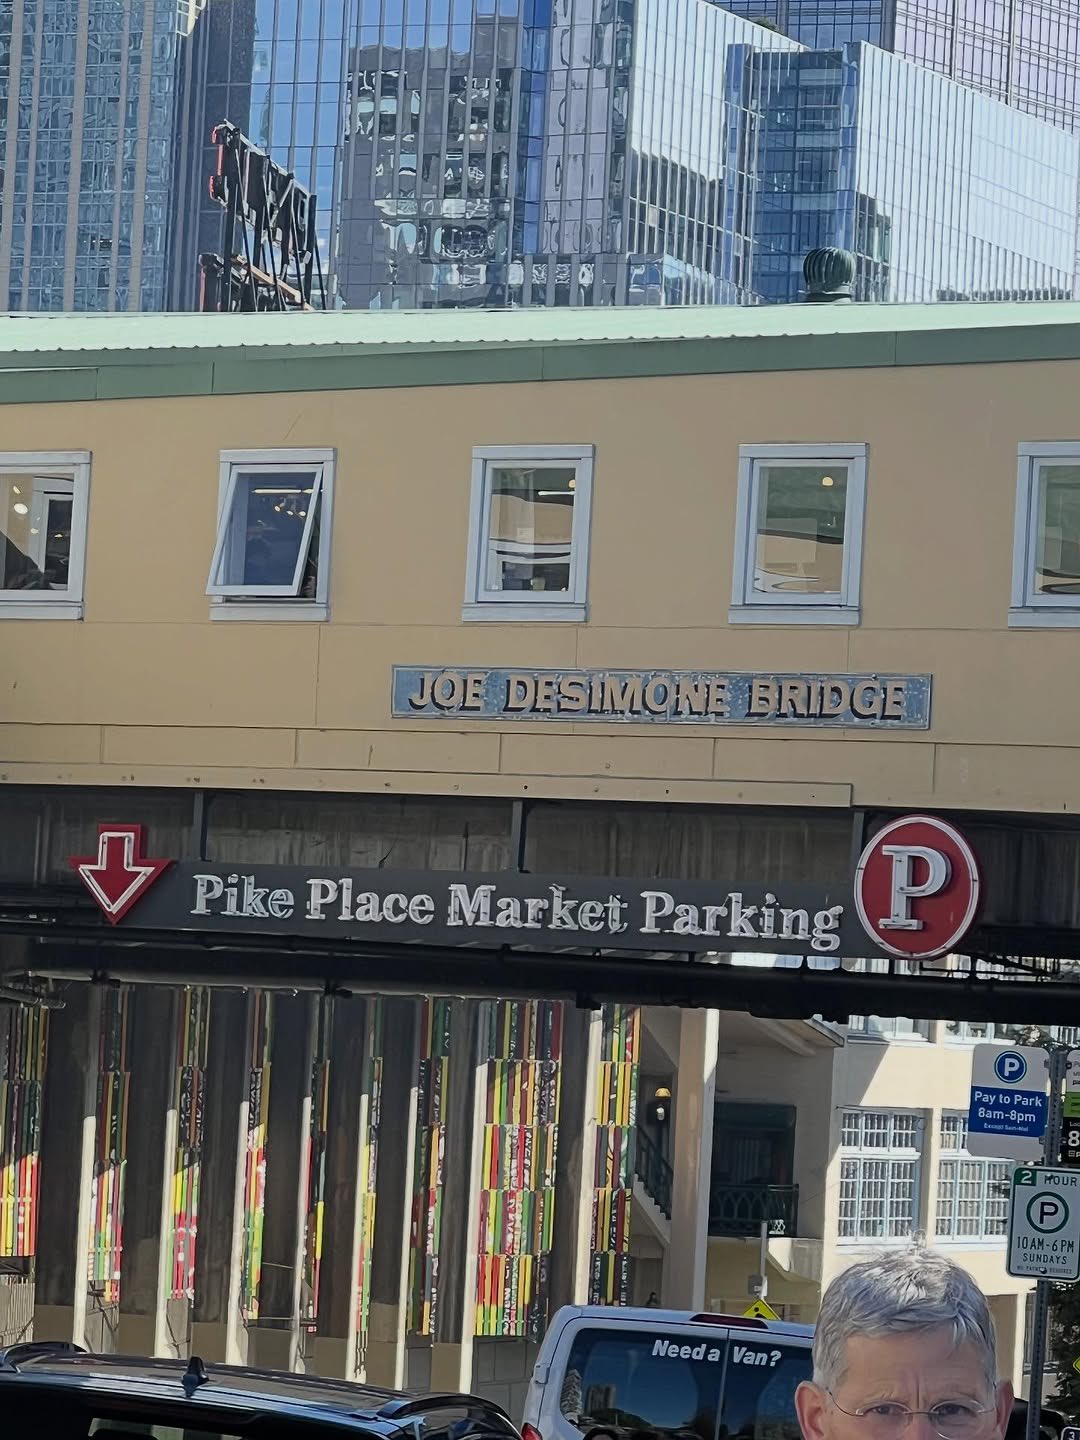 JOE DESIMONE BRIDGE
Pike Place Market Parking
P
P
Pay to Park
8am-8pm
2 HOUR
P
10AM-6PM
SUNDAYS
Need a Van?